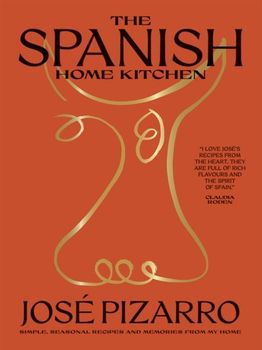 THE
SPANISH
HOME KITCHEN
"I LOVE JOSÉ'S
RECIPES FROM
THE HEART. THEY
ARE FULL OF RICH
FLAVOURS AND
THE SPIRIT
OF SPAIN."
CLAUDIA
RODEN
JOSÉ PIZARRO
SIMPLE, SEASONAL RECIPES AND MEMORIES FROM MY HOME